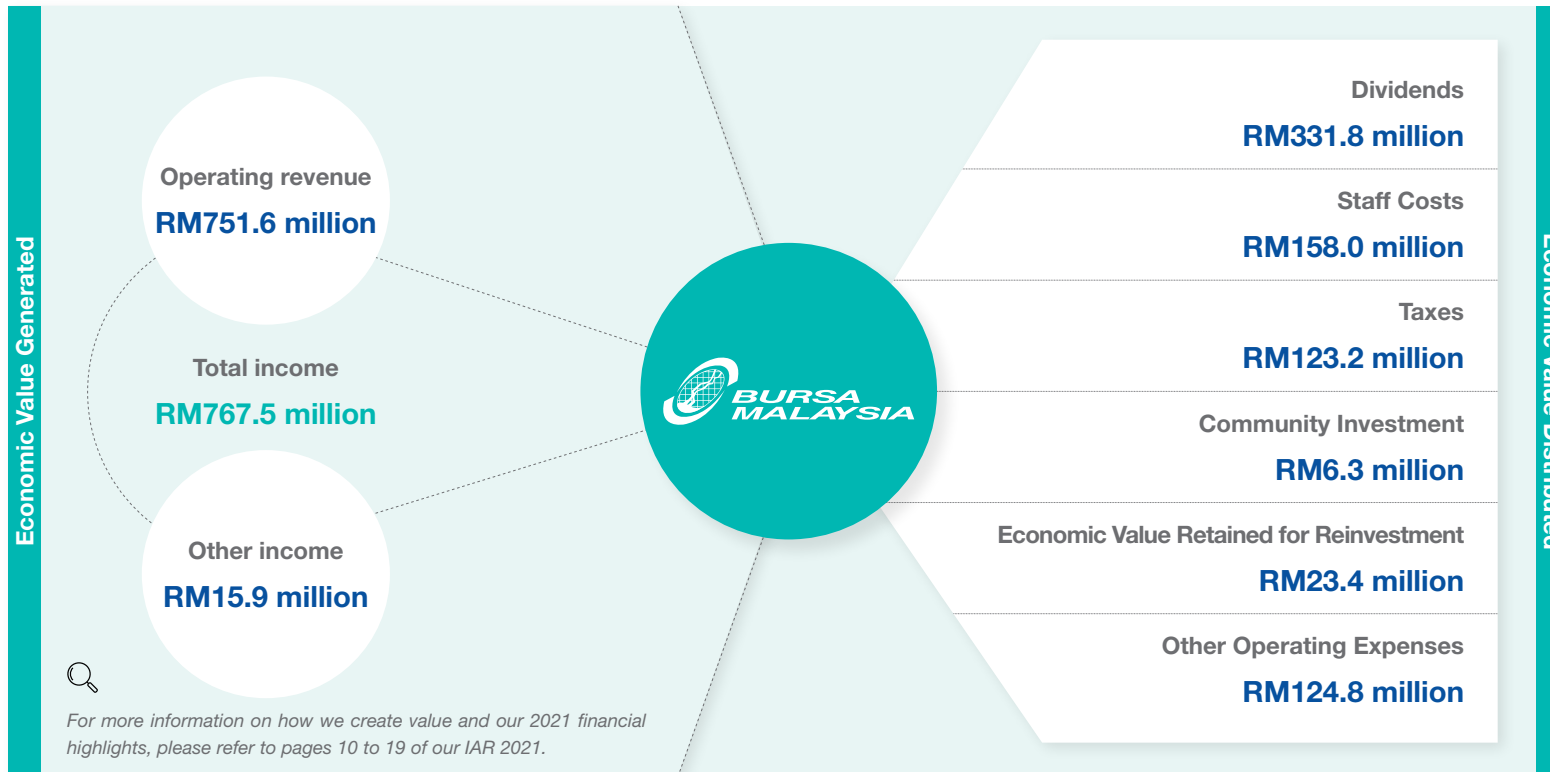 Economic Value Generated
Operating revenue
RM751.6 million
Total income
RM767.5 million
Other income
RM15.9 million
For more information on how we create value and our 2021 financial
highlights, please refer to pages 10 to 19 of our IAR 2021.
BURSA
MALAYSIA
Dividends
RM331.8 million
Staff Costs
RM158.0 million
Taxes
RM123.2 million
Community Investment
RM6.3 million
Economic Value Retained for Reinvestment
RM23.4 million
Other Operating Expenses
RM124.8 million
Economic Value Distributed